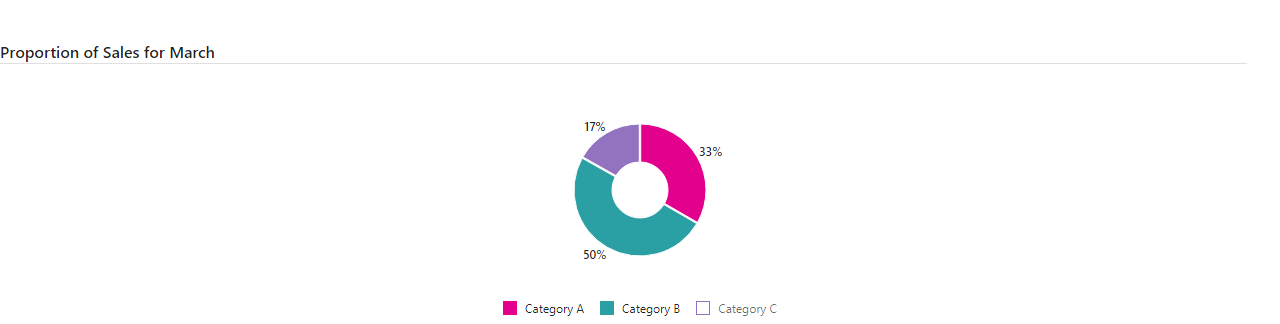 Proportion of Sales for March
17%
33%
50%
Category A
Category B
Category C